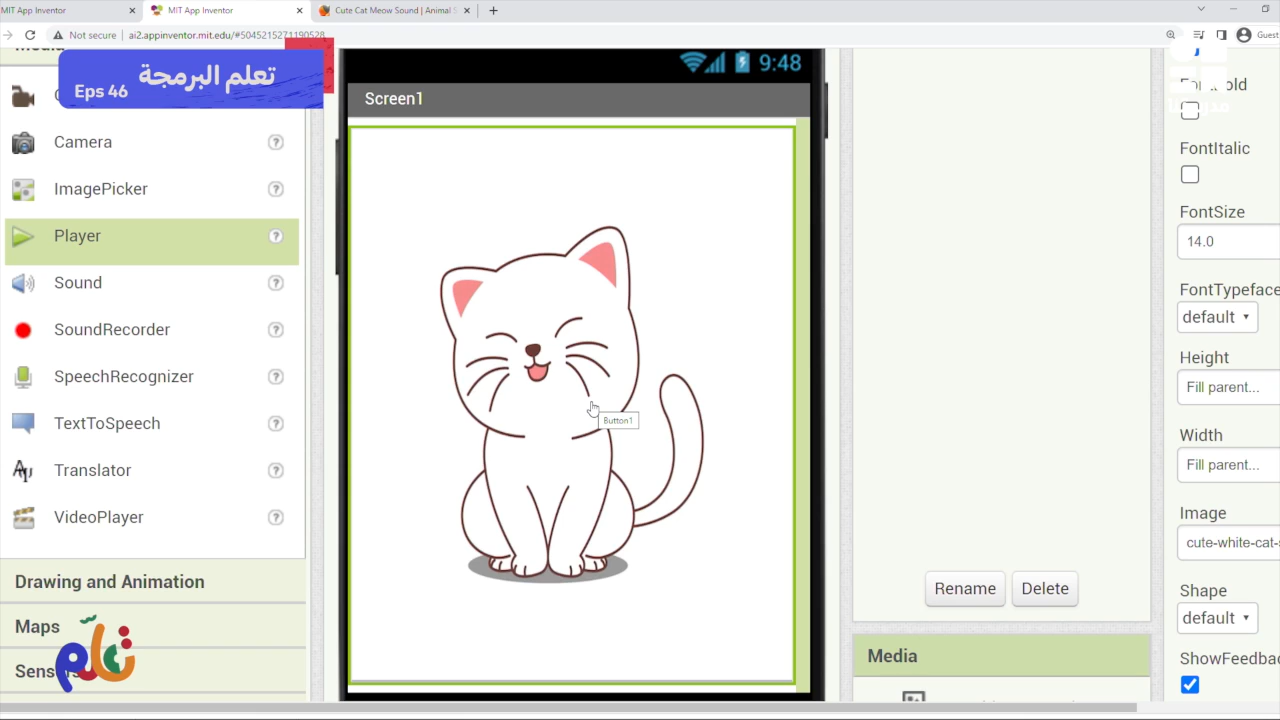 MIT App Inventor
MIT App Inventor
Cute Cat Meow Sound | Animal S
Not secure
ai2.appinventor.mit.edu/#5045215271190528
Guest
تعلم البرمجة
Eps 46
Camera
ImagePicker
Player
Sound
SoundRecorder
SpeechRecognizer
TextToSpeech
Translator
VideoPlayer
Drawing and Animation
Maps
9:48
Screen1
Button1
Rename
Delete
Media
FontItalic
FontSize
14.0
FontTypeface
default
Height
Fill parent...
Width
Fill parent...
Image
cute-white-cat-s
Shape
default
ShowFeedbac